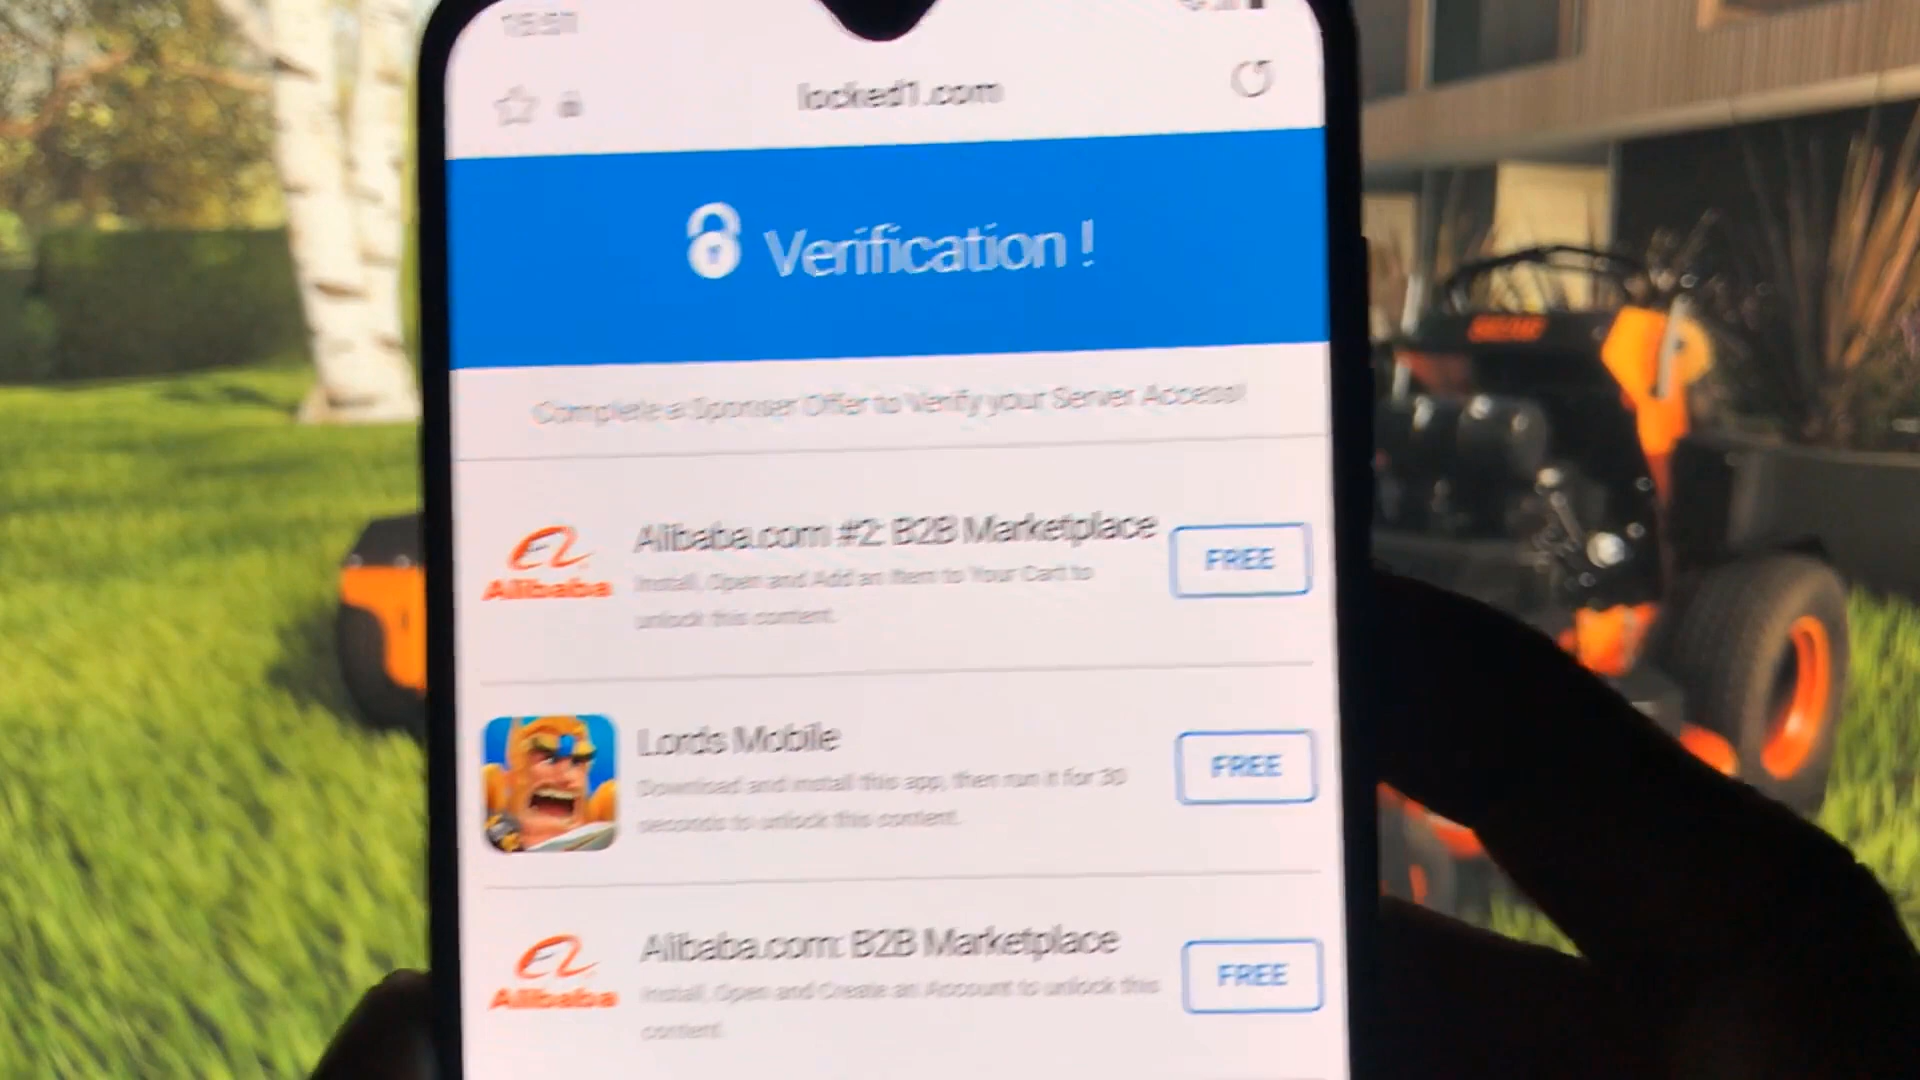 15:51
locked1.com
Verification !
Complete a Sponser Offer to Verify your Server Access!
Alibaba.com #2: B2B Marketplace
FREE
Install, Open and Add an Item to Your Cart to
unlock this content.
Alibaba
Lords Mobile
FREE
Download and install this app, then run it for 30
seconds to unlock this content.
Alibaba.com: B2B Marketplace
FREE
Install, Open and Create an Account to unlock this
content.
Alibaba